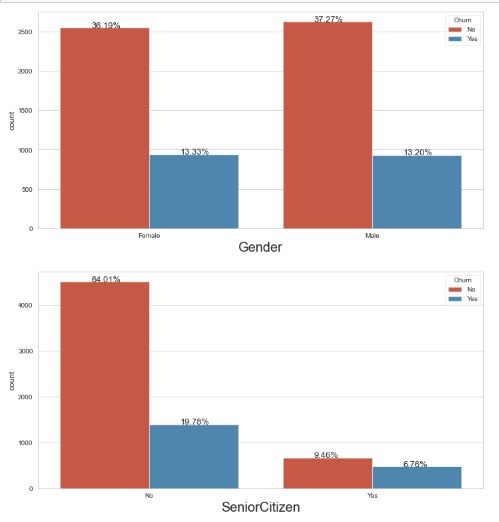 36.19%
37.27%
Churn
No
Yes
2500
2000
1500
1000
500
0
count
13.33%
13.20%
Female
Male
Gender
64.01%
Churn
No
Yes
4000
3000
2000
1000
0
count
19.78%
9.46%
6.76%
No
Yes
SeniorCitizen